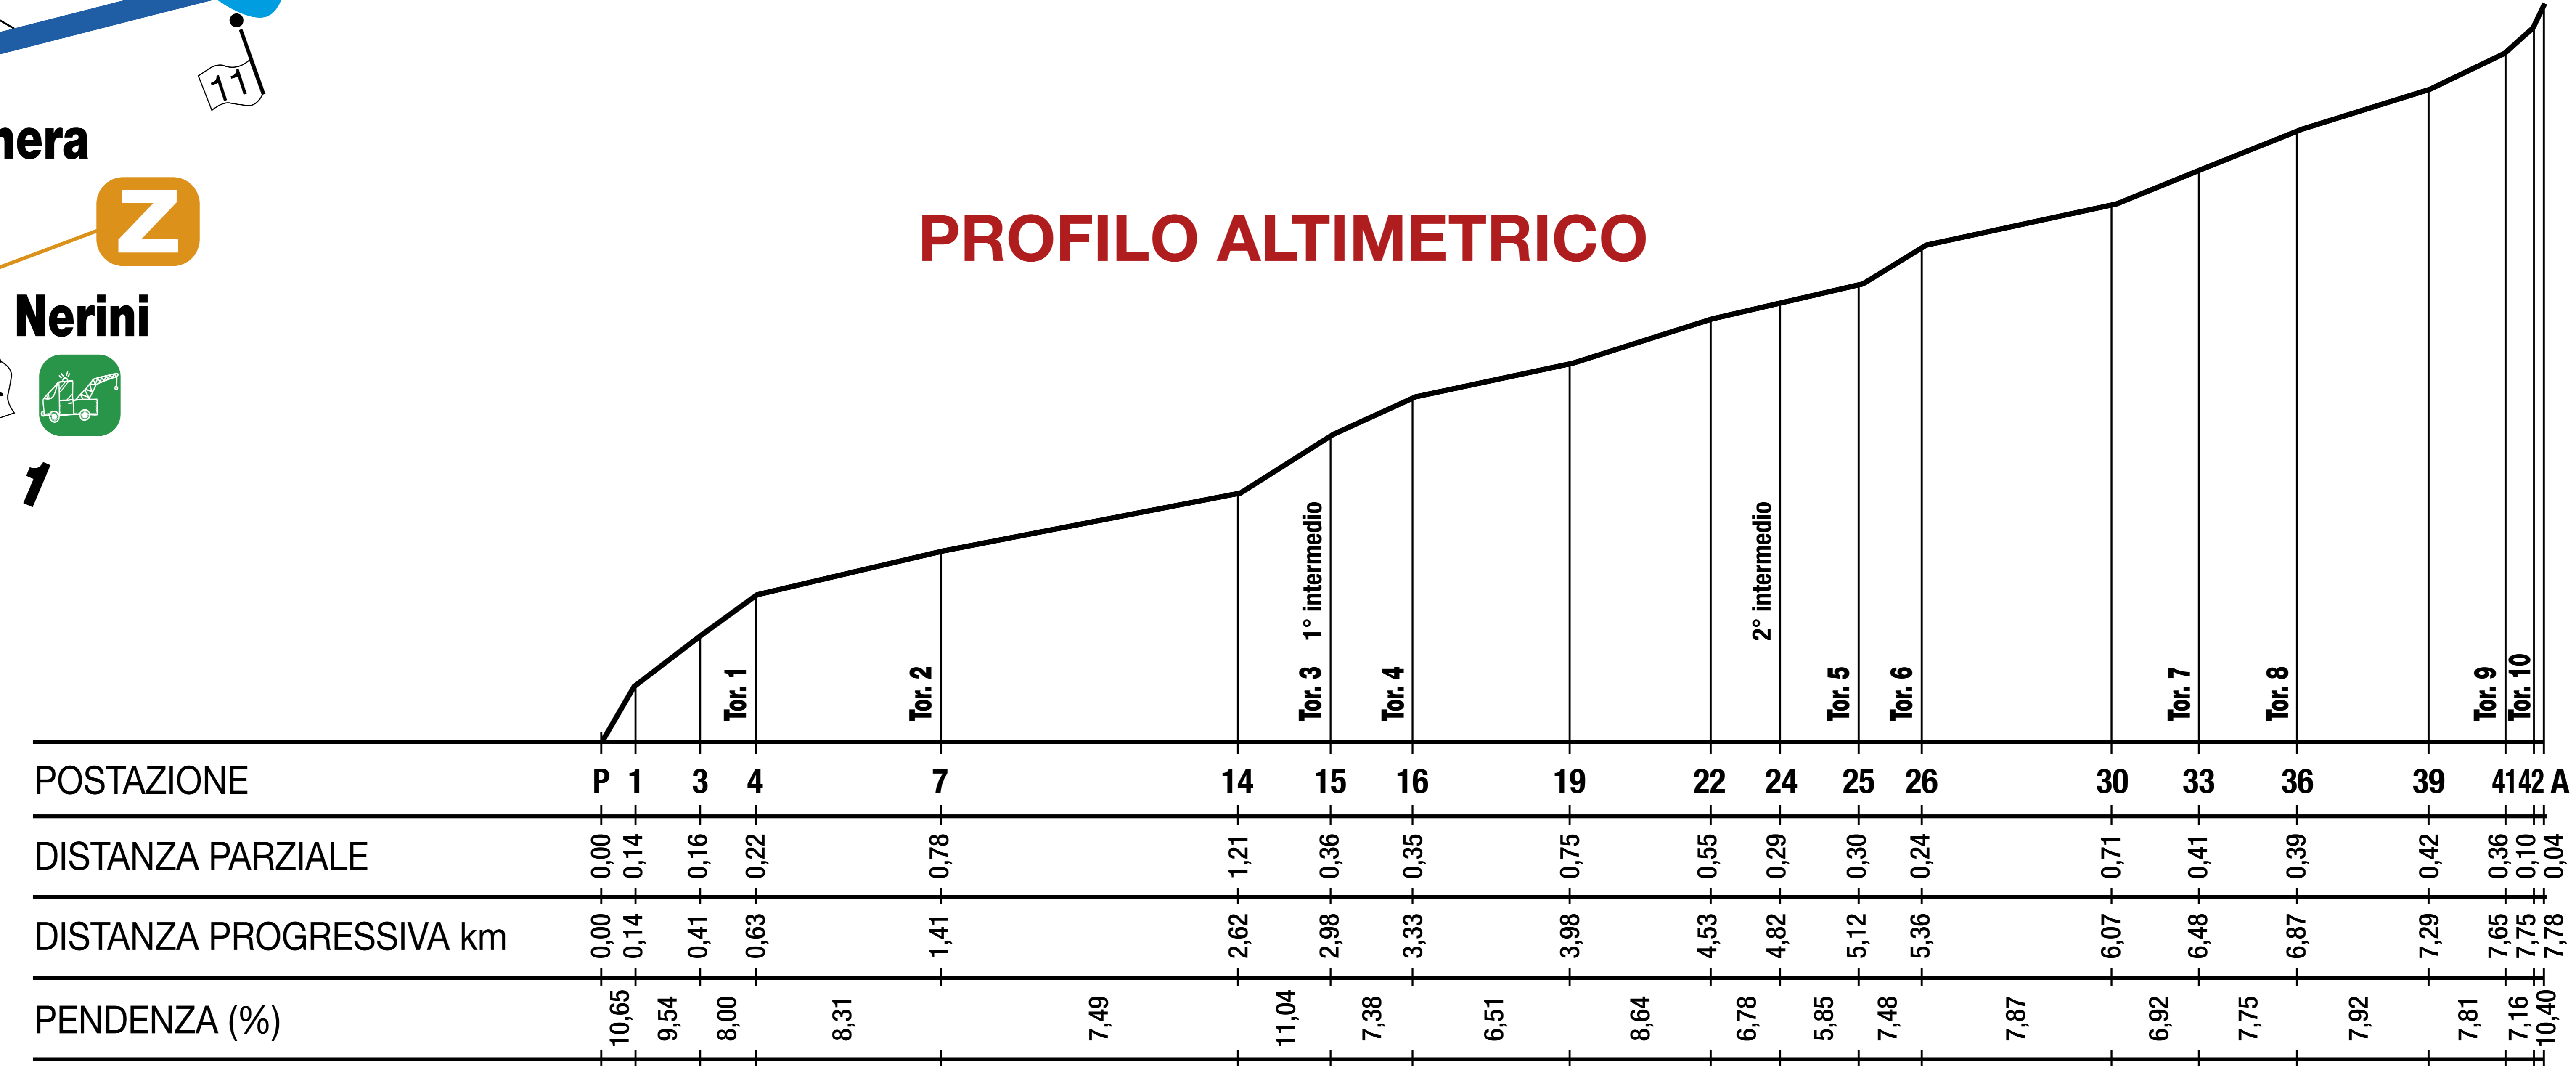 11
nera
Z
Nerini
1
PROFILO ALTIMETRICO
1° intermedio
2° intermedio
Tor. 1 Tor. 2 Tor. 3 Tor. 4 Tor. 5 Tor. 6 Tor. 7 Tor. 8 Tor. 9 Tor. 10
POSTAZIONE P 1 3 4 7 14 15 16 19 22 24 25 26 30 33 36 39 41 42 A
DISTANZA PARZIALE 0,00 0,14 0,16 0,22 0,78 1,21 0,36 0,35 0,75 0,55 0,29 0,30 0,24 0,71 0,41 0,39 0,42 0,36 0,10 0,04
DISTANZA PROGRESSIVA km 0,00 0,14 0,41 0,63 1,41 2,62 2,98 3,33 3,98 4,53 4,82 5,12 5,36 6,07 6,48 6,87 7,29 7,65 7,75 7,78
PENDENZA (%) 10,65 9,54 8,00 8,31 7,49 11,04 7,38 6,51 8,64 6,78 5,85 7,48 7,87 6,92 7,75 7,92 7,81 7,16 10,40